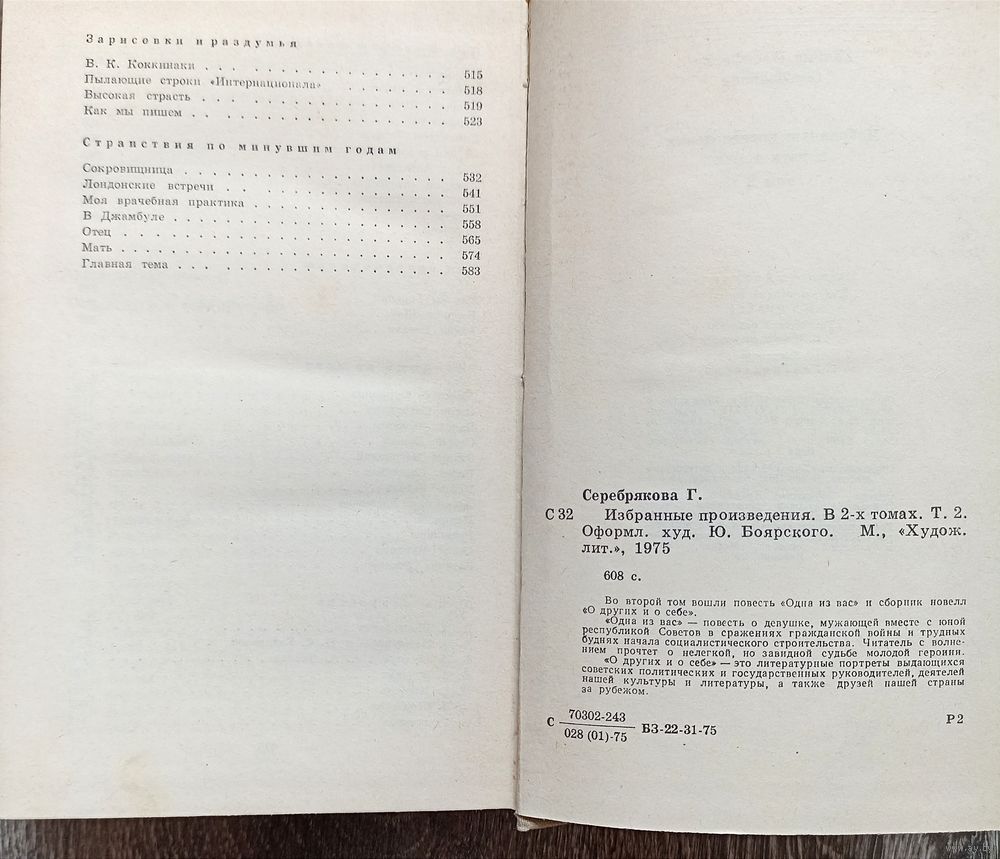 Зарисовки и раздумья
В. К. Коккинаки . . . . . . . . . . . . . . . 515
Пылающие строки «Интернационала» . . . . . . . 518
Высокая страсть . . . . . . . . . . . . . . . 519
Как мы пишем . . . . . . . . . . . . . . . . 523
Странствия по минувшим годам
Сокровищница . . . . . . . . . . . . . . . . 532
Лондонские встречи . . . . . . . . . . . . . . 541
Моя врачебная практика . . . . . . . . . . . . 551
В Джамбуле . . . . . . . . . . . . . . . . . 558
Отец . . . . . . . . . . . . . . . . . . . . 565
Мать . . . . . . . . . . . . . . . . . . . . 574
Главная тема . . . . . . . . . . . . . . . . 583
Серебрякова Г.
С 32 Избранные произведения. В 2-х томах. Т. 2.
Оформл. худ. Ю. Боярского. М., «Худож.
лит.», 1975
608 с.
Во второй том вошли повесть «Одна из вас» и сборник новелл
«О других и о себе».
«Одна из вас» — повесть о девушке, мужающей вместе с юной
республикой Советов в сражениях гражданской войны и трудных
буднях начала социалистического строительства. Читатель с волне-
нием прочтет о нелегкой, но завидной судьбе молодой героини.
«О других и о себе» — это литературные портреты выдающихся
советских политических и государственных руководителей, деятелей
нашей культуры и литературы, а также друзей нашей страны
за рубежом.
С 70302-243
028 (01)-75 БЗ-22-31-75
Р2
www.ay.by